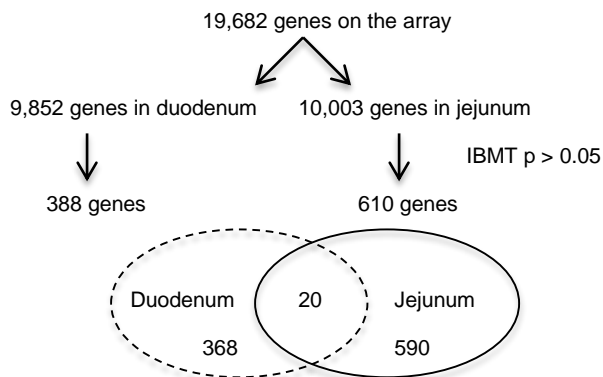 19,682 genes on the array
9,852 genes in duodenum
10,003 genes in jejunum
IBMT p > 0.05
388 genes
610 genes
Duodenum
20
Jejunum
368
590